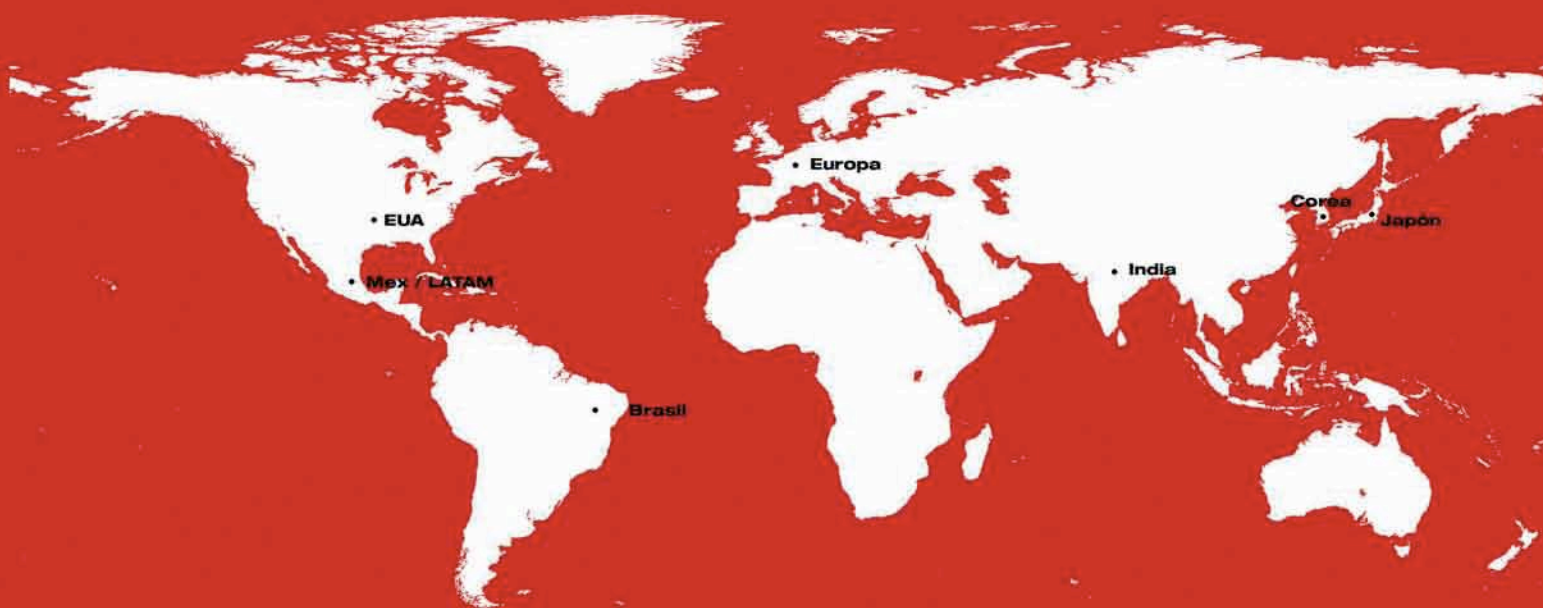 Europa
Corea
EUA
Japón
India
Mex / LATAM
Brasil